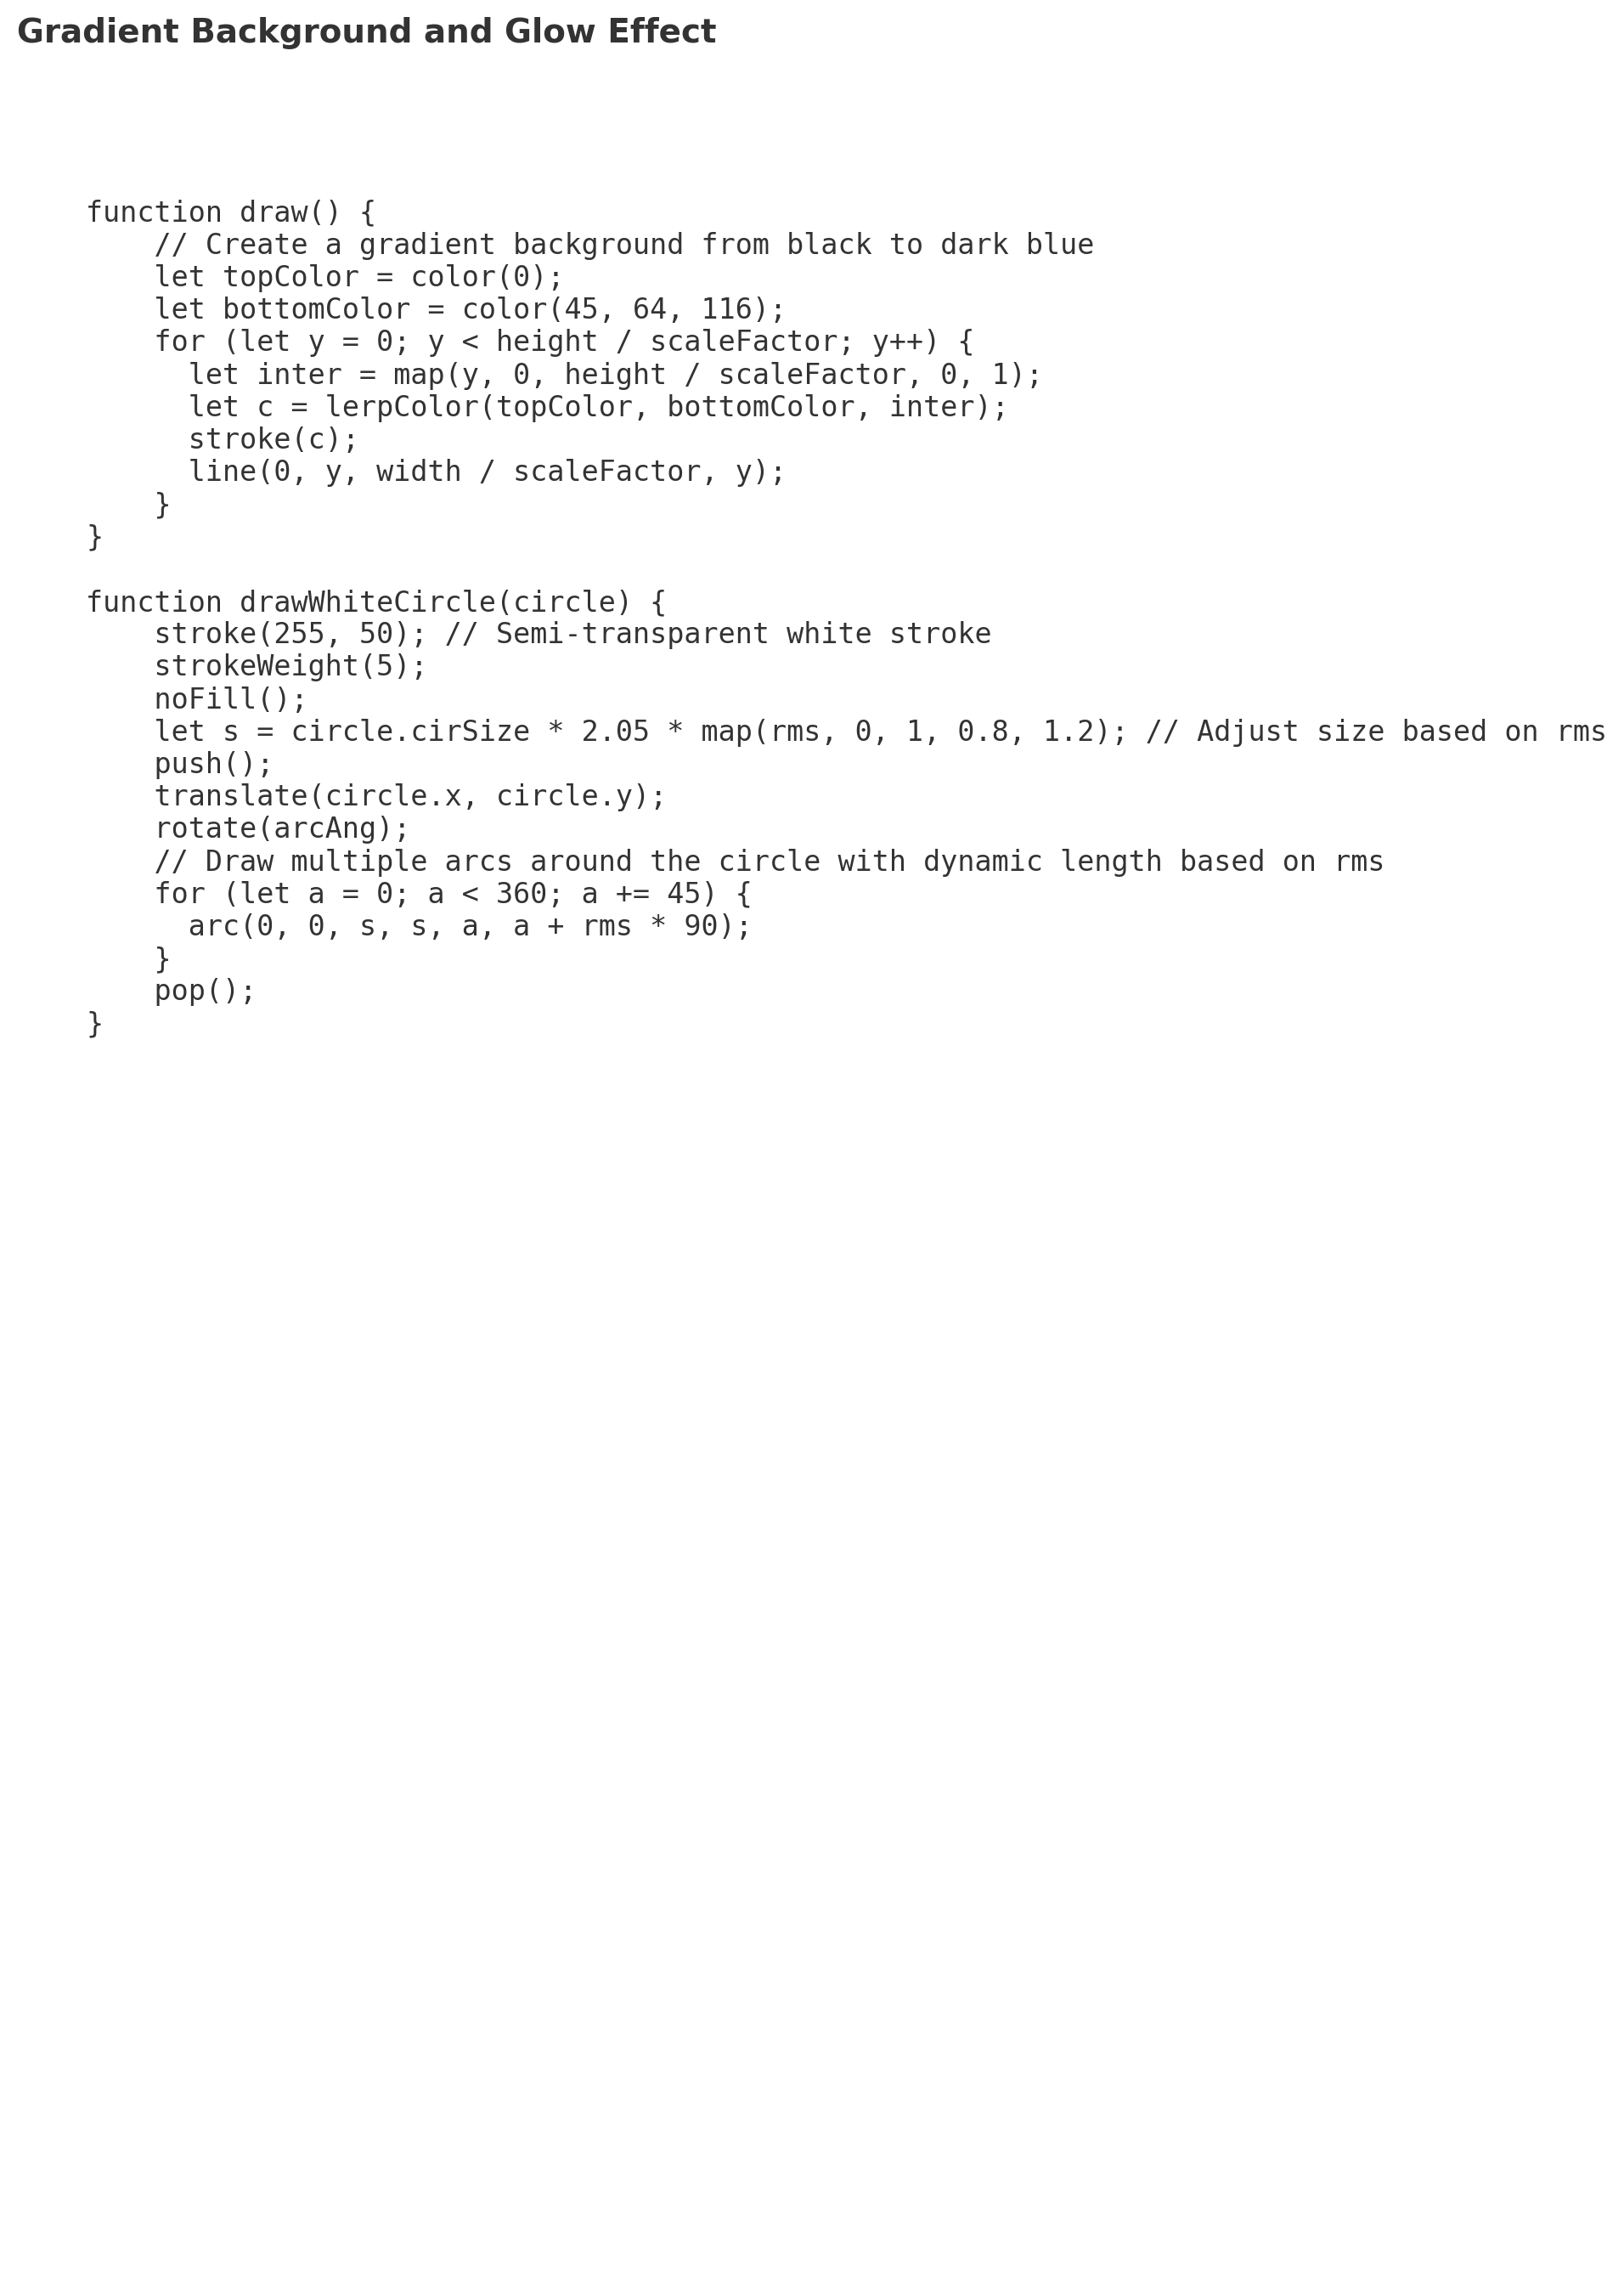 Gradient Background and Glow Effect
function draw() {
    // Create a gradient background from black to dark blue
    let topColor = color(0);
    let bottomColor = color(45, 64, 116);
    for (let y = 0; y < height / scaleFactor; y++) {
      let inter = map(y, 0, height / scaleFactor, 0, 1);
      let c = lerpColor(topColor, bottomColor, inter);
      stroke(c);
      line(0, y, width / scaleFactor, y);
    }
}

function drawWhiteCircle(circle) {
    stroke(255, 50); // Semi-transparent white stroke
    strokeWeight(5);
    noFill();
    let s = circle.cirSize * 2.05 * map(rms, 0, 1, 0.8, 1.2); // Adjust size based on rms
    push();
    translate(circle.x, circle.y);
    rotate(arcAng);
    // Draw multiple arcs around the circle with dynamic length based on rms
    for (let a = 0; a < 360; a += 45) {
      arc(0, 0, s, s, a, a + rms * 90);
    }
    pop();
}